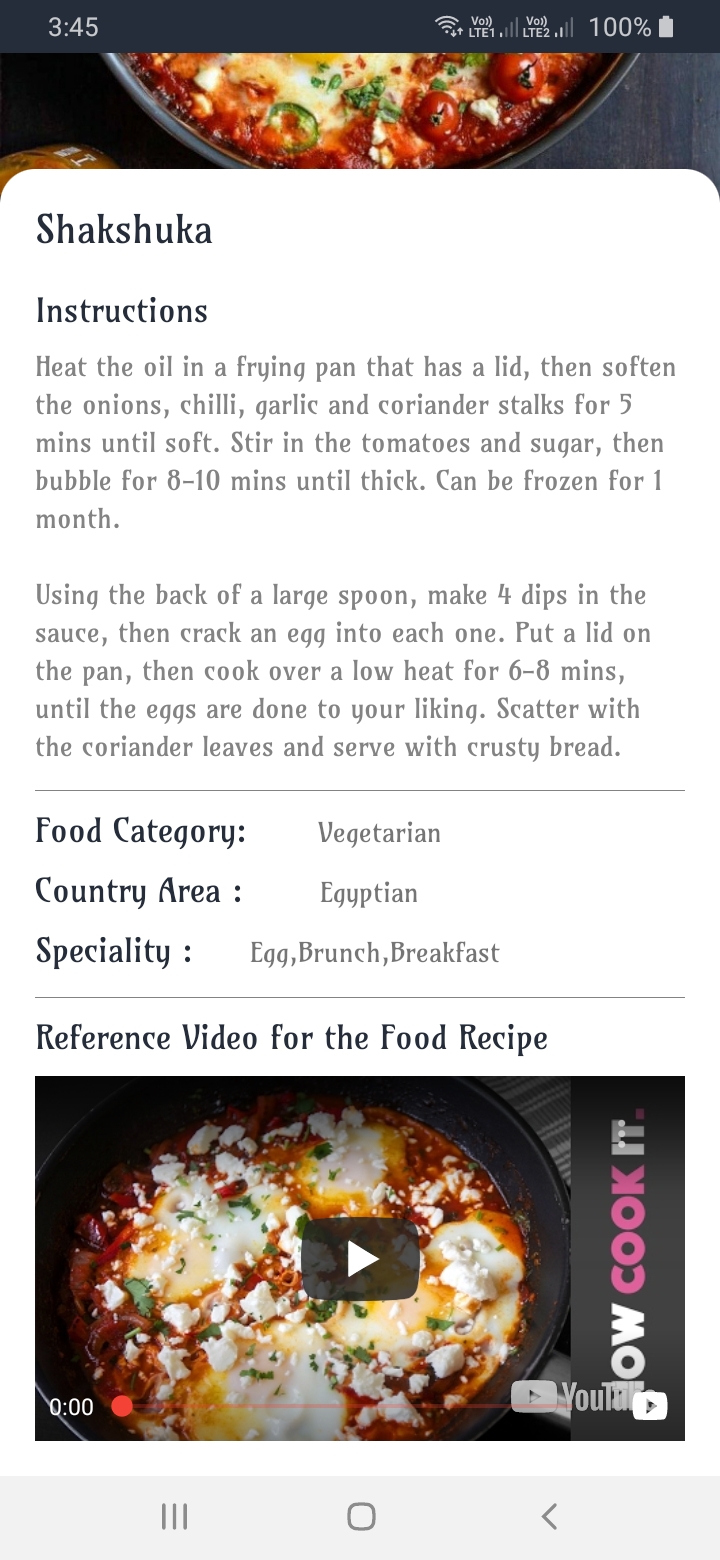 3:45
Vo)) LTE1 Vo)) LTE2 100%
Shakshuka
Instructions
Heat the oil in a frying pan that has a lid, then soften
the onions, chilli, garlic and coriander stalks for 5
mins until soft. Stir in the tomatoes and sugar, then
bubble for 8-10 mins until thick. Can be frozen for 1
month.
Using the back of a large spoon, make 4 dips in the
sauce, then crack an egg into each one. Put a lid on
the pan, then cook over a low heat for 6-8 mins,
until the eggs are done to your liking. Scatter with
the coriander leaves and serve with crusty bread.
Food Category: Vegetarian
Country Area : Egyptian
Speciality : Egg,Brunch,Breakfast
Reference Video for the Food Recipe
COOK IT.
0:00
YouTube